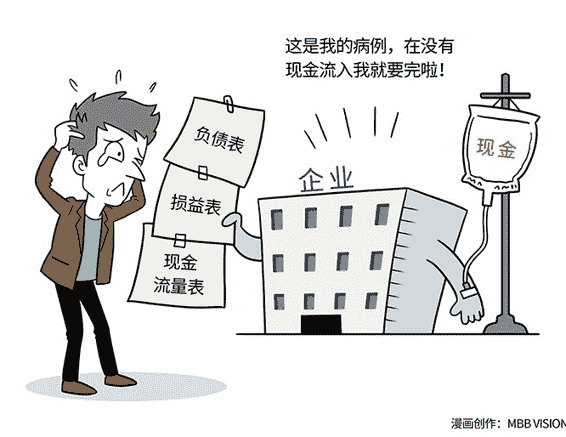 这是我的病例，在没有
现金流入我就要完啦！
负债表
损益表
现金
流量表
企业
现金
漫画创作：MBB VISION